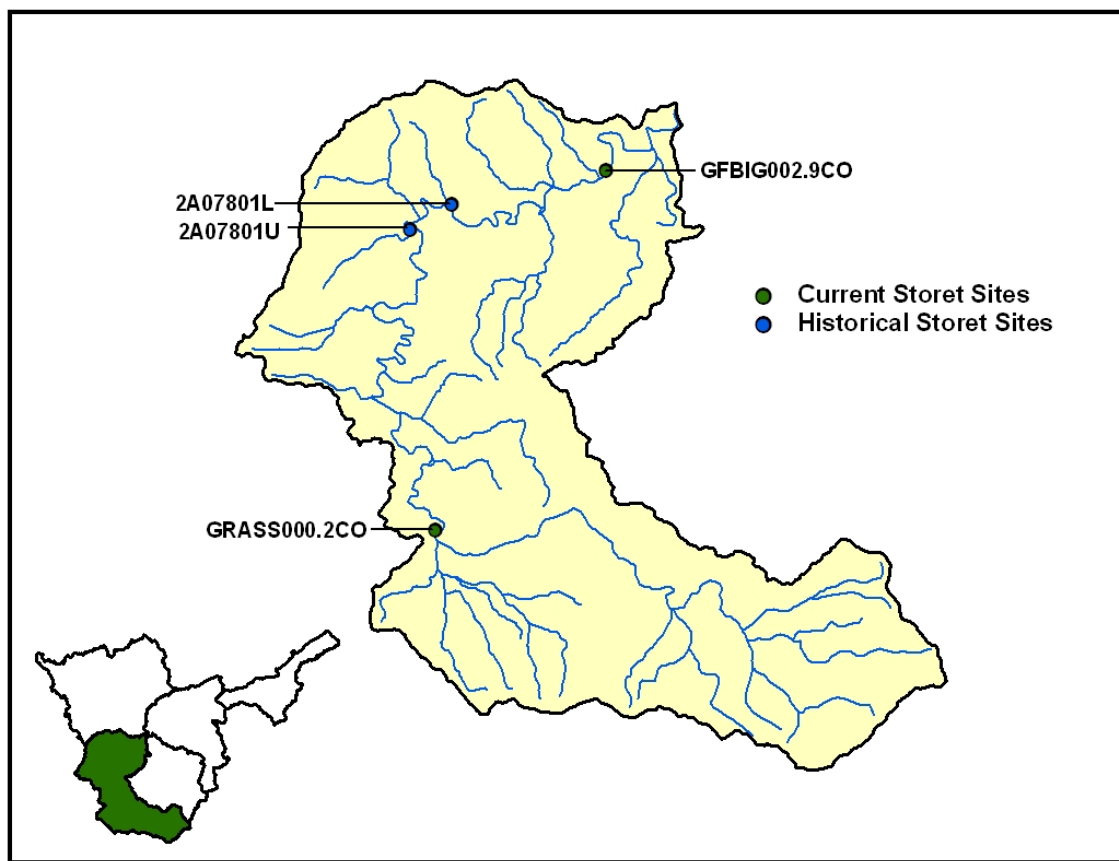 GFBIG002.9CO
2A07801L
2A07801U
Current Storet Sites
Historical Storet Sites
GRASS000.2CO